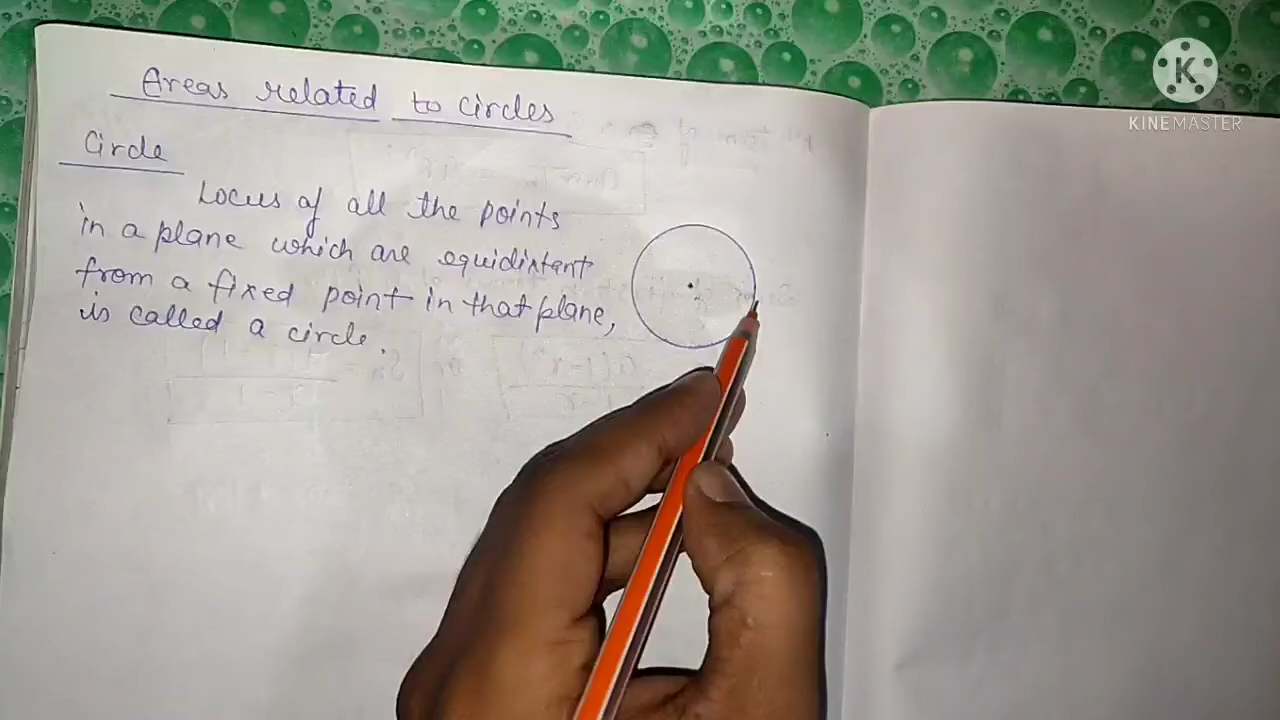 Areas related to circles
Circle
Locus of all the points
in a plane which are equidistant
from a fixed point in that plane,
is called a circle.
K
KINEMASTER